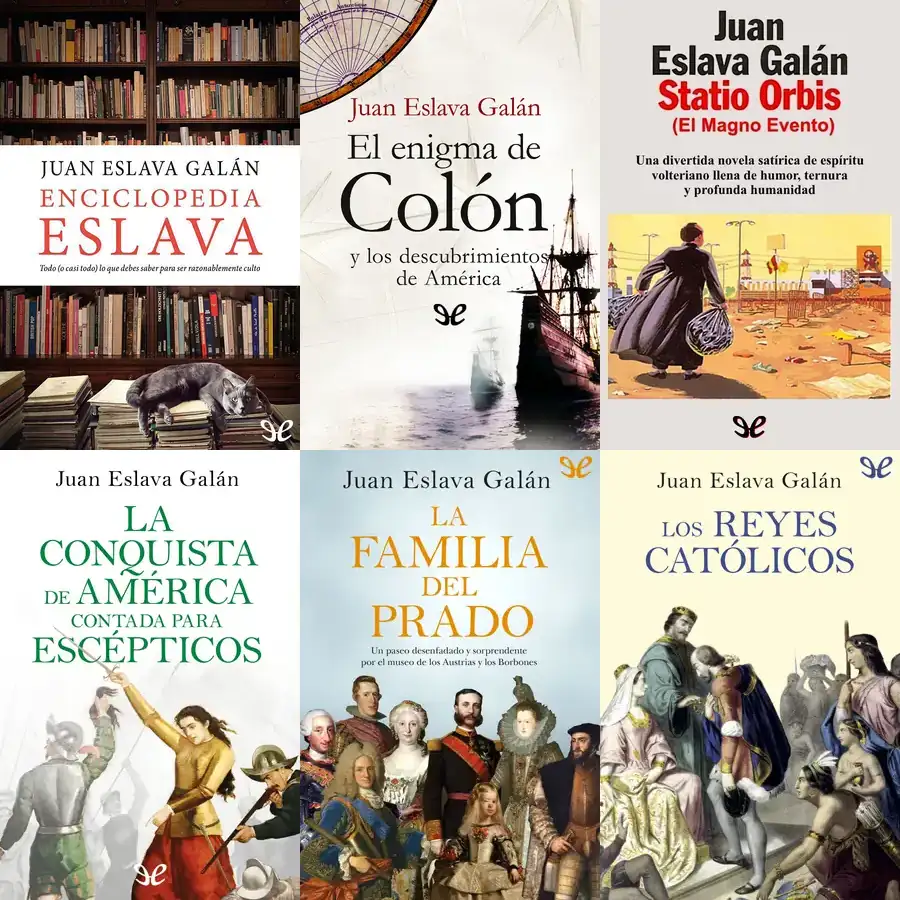 JUAN ESLAVA GALÁN
ENCICLOPEDIA
ESLAVA
Todo (o casi todo) lo que debes saber para ser razonablemente culto
Juan Eslava Galán
El enigma de
Colón
y los descubrimientos
de América
Juan
Eslava Galán
Statio Orbis
(El Magno Evento)
Una divertida novela satírica de espíritu
volteriano llena de humor, ternura
y profunda humanidad
Juan Eslava Galán
LA
CONQUISTA
DE AMÉRICA
CONTADA PARA
ESCÉPTICOS
Juan Eslava Galán
LA
FAMILIA
DEL
PRADO
Un paseo desenfadado y sorprendente
por el museo de los Austrias y los Borbones
Juan Eslava Galán
LOS REYES
CATÓLICOS